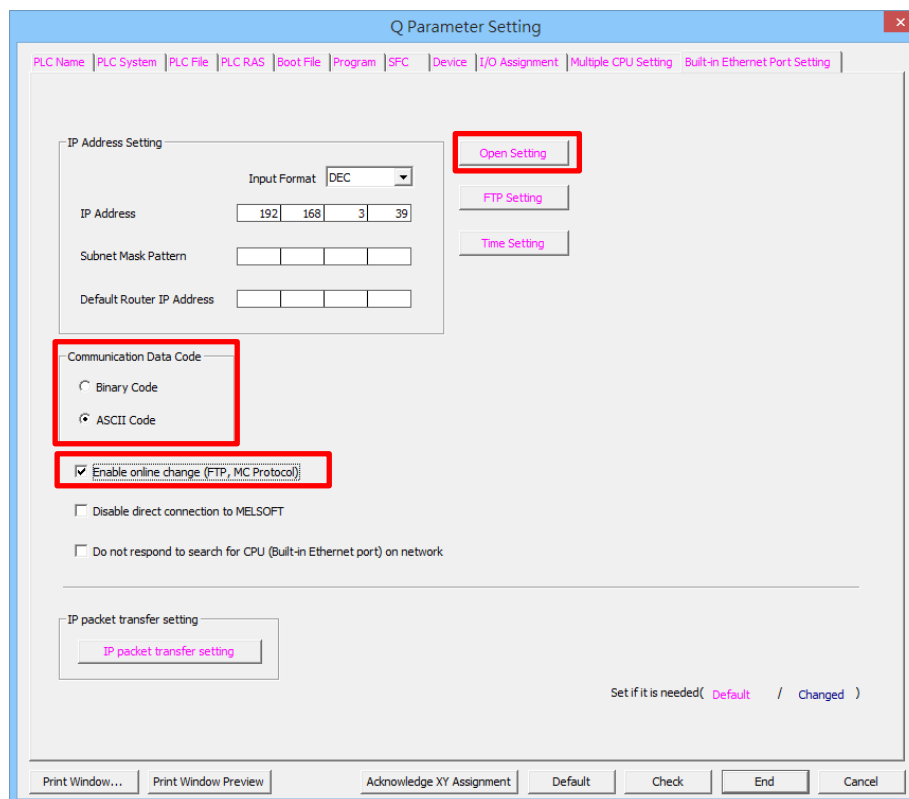 Q Parameter Setting
PLC Name PLC System PLC File PLC RAS Boot File Program SFC Device I/O Assignment Multiple CPU Setting Built-in Ethernet Port Setting
IP Address Setting
Open Setting
Input Format DEC
FTP Setting
IP Address 192 168 3 39
Time Setting
Subnet Mask Pattern
Default Router IP Address
Communication Data Code
Binary Code
ASCII Code
Enable online change (FTP, MC Protocol)
Disable direct connection to MELSOFT
Do not respond to search for CPU (Built-in Ethernet port) on network
IP packet transfer setting
IP packet transfer setting
Set if it is needed( Default / Changed )
Print Window... Print Window Preview Acknowledge XY Assignment Default Check End Cancel